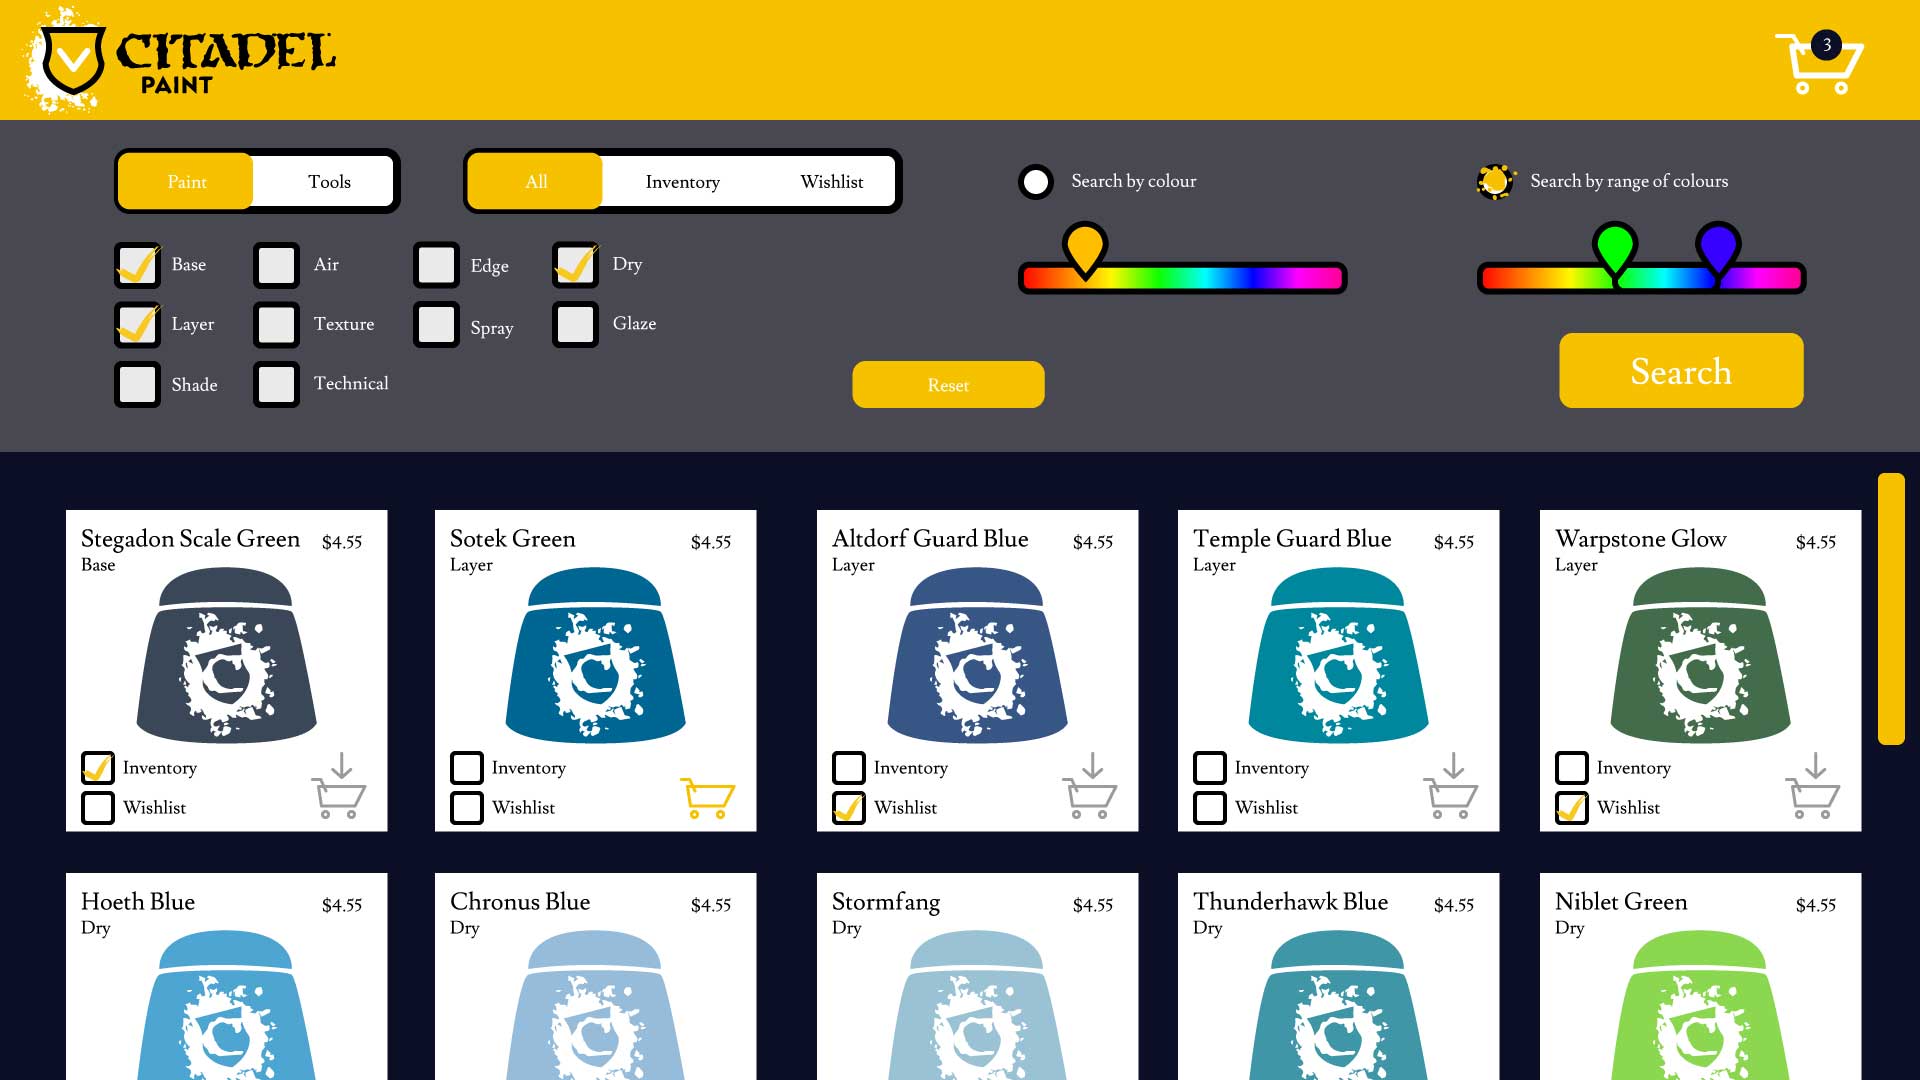 CITADEL
PAINT
3
Paint Tools
All Inventory Wishlist
Search by colour
Search by range of colours
Base Air Edge Dry
Layer Texture Spray Glaze
Shade Technical
Reset
Search
Stegadon Scale Green $4.55
Base
Inventory
Wishlist
Sotek Green $4.55
Layer
Inventory
Wishlist
Altdorf Guard Blue $4.55
Layer
Inventory
Wishlist
Temple Guard Blue $4.55
Layer
Inventory
Wishlist
Warpstone Glow $4.55
Layer
Inventory
Wishlist
Hoeth Blue $4.55
Dry
Chronus Blue $4.55
Dry
Stormfang $4.55
Dry
Thunderhawk Blue $4.55
Dry
Niblet Green $4.55
Dry